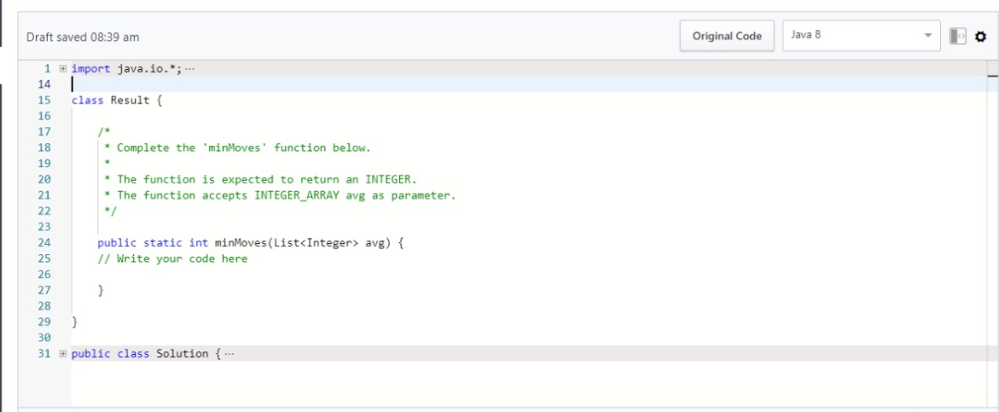 Draft saved 08:39 am
Original Code
Java 8
1 import java.io.*;···
14
15 class Result {
16
17 /*
18 * Complete the 'minMoves' function below.
19 *
20 * The function is expected to return an INTEGER.
21 * The function accepts INTEGER_ARRAY avg as parameter.
22 */
23
24 public static int minMoves(List<Integer> avg) {
25 // Write your code here
26
27 }
28
29 }
30
31 public class Solution {···